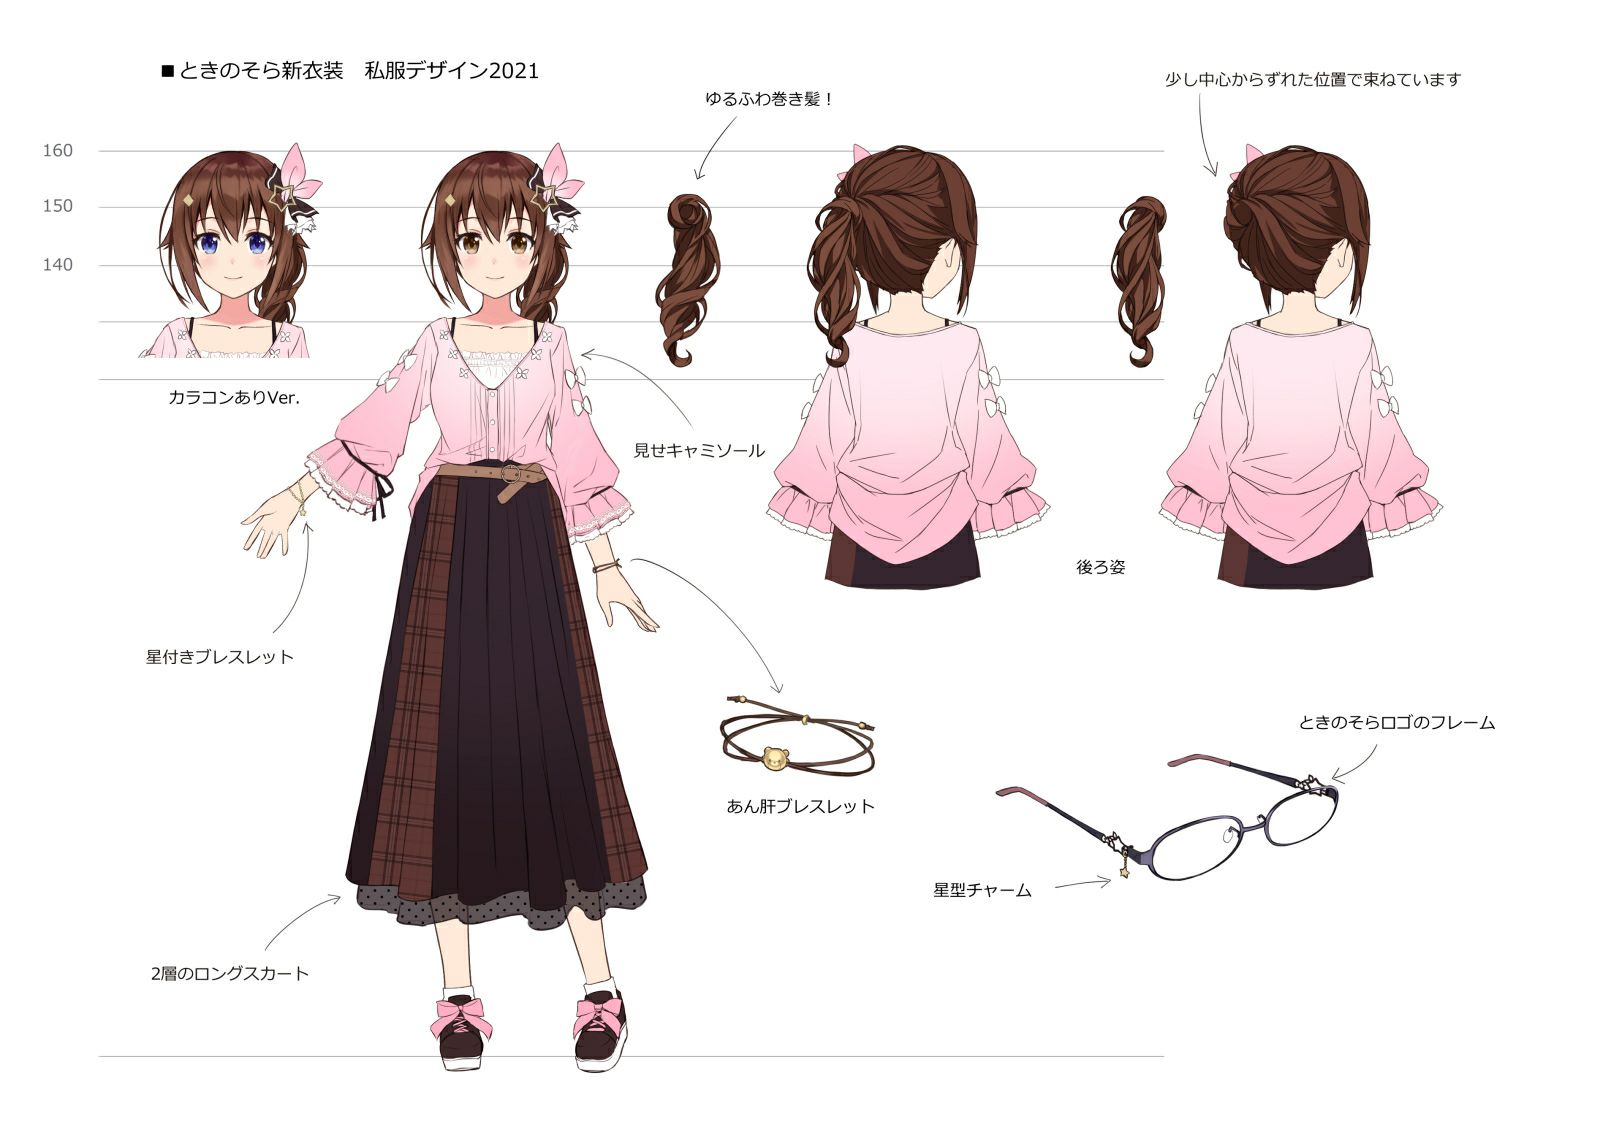 ■ときのそら新衣装　私服デザイン2021
少し中心からずれた位置で束ねています
ゆるふわ巻き髪！
160
150
140
カラコンありVer.
見せキャミソール
後ろ姿
星付きブレスレット
ときのそらロゴのフレーム
あん肝ブレスレット
星型チャーム
2層のロングスカート